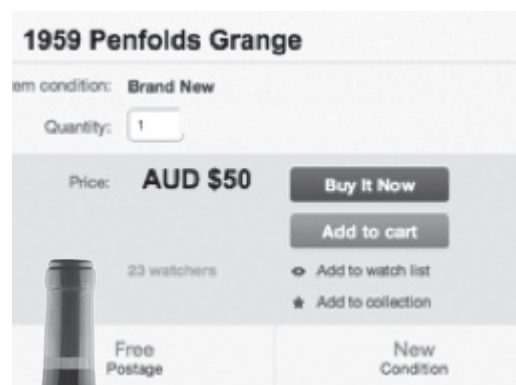 1959 Penfolds Grange
em condition: Brand New
Quantity: 1
Price: AUD $50
Buy It Now
Add to cart
23 watchers
Add to watch list
Add to collection
Free
Postage
New
Condition